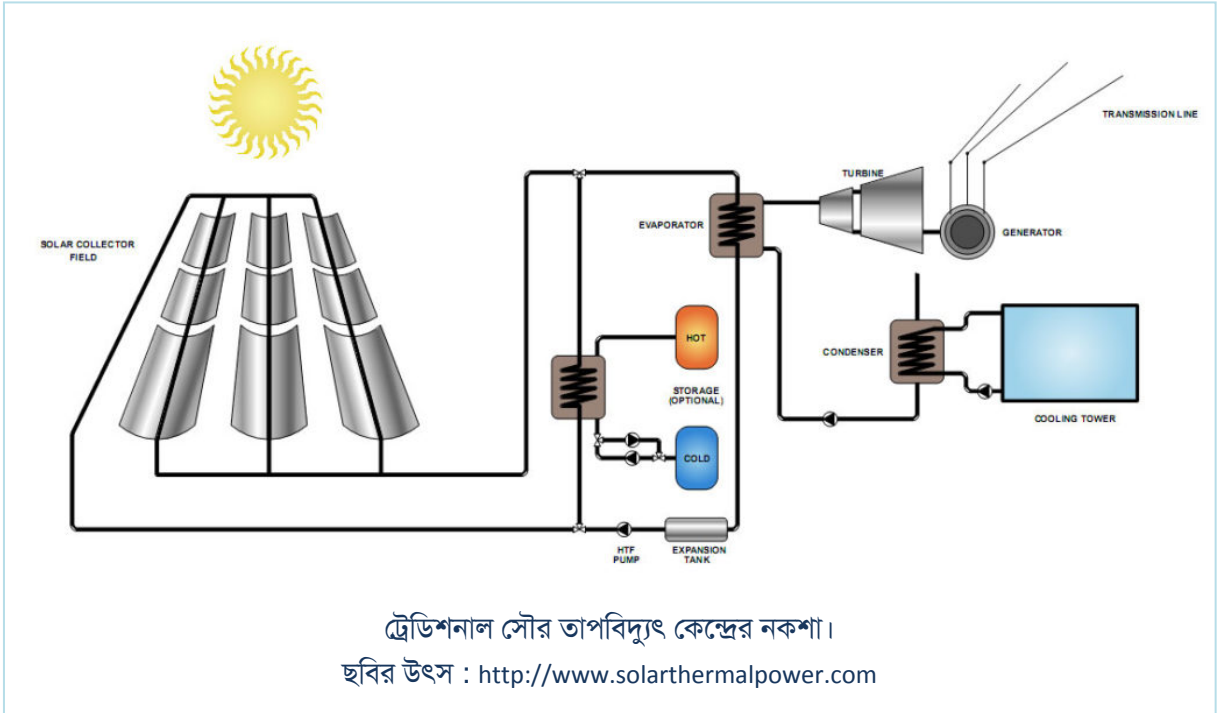 TRANSMISSION LINE
TURBINE
EVAPORATOR
GENERATOR
SOLAR COLLECTOR
FIELD
HOT
CONDENSER
STORAGE
(OPTIONAL)
COOLING TOWER
COLD
HTF
PUMP
EXPANSION
TANK
ট্রেডিশনাল সৌর তাপবিদ্যুৎ কেন্দ্রের নকশা।
ছবির উৎস : http://www.solarthermalpower.com